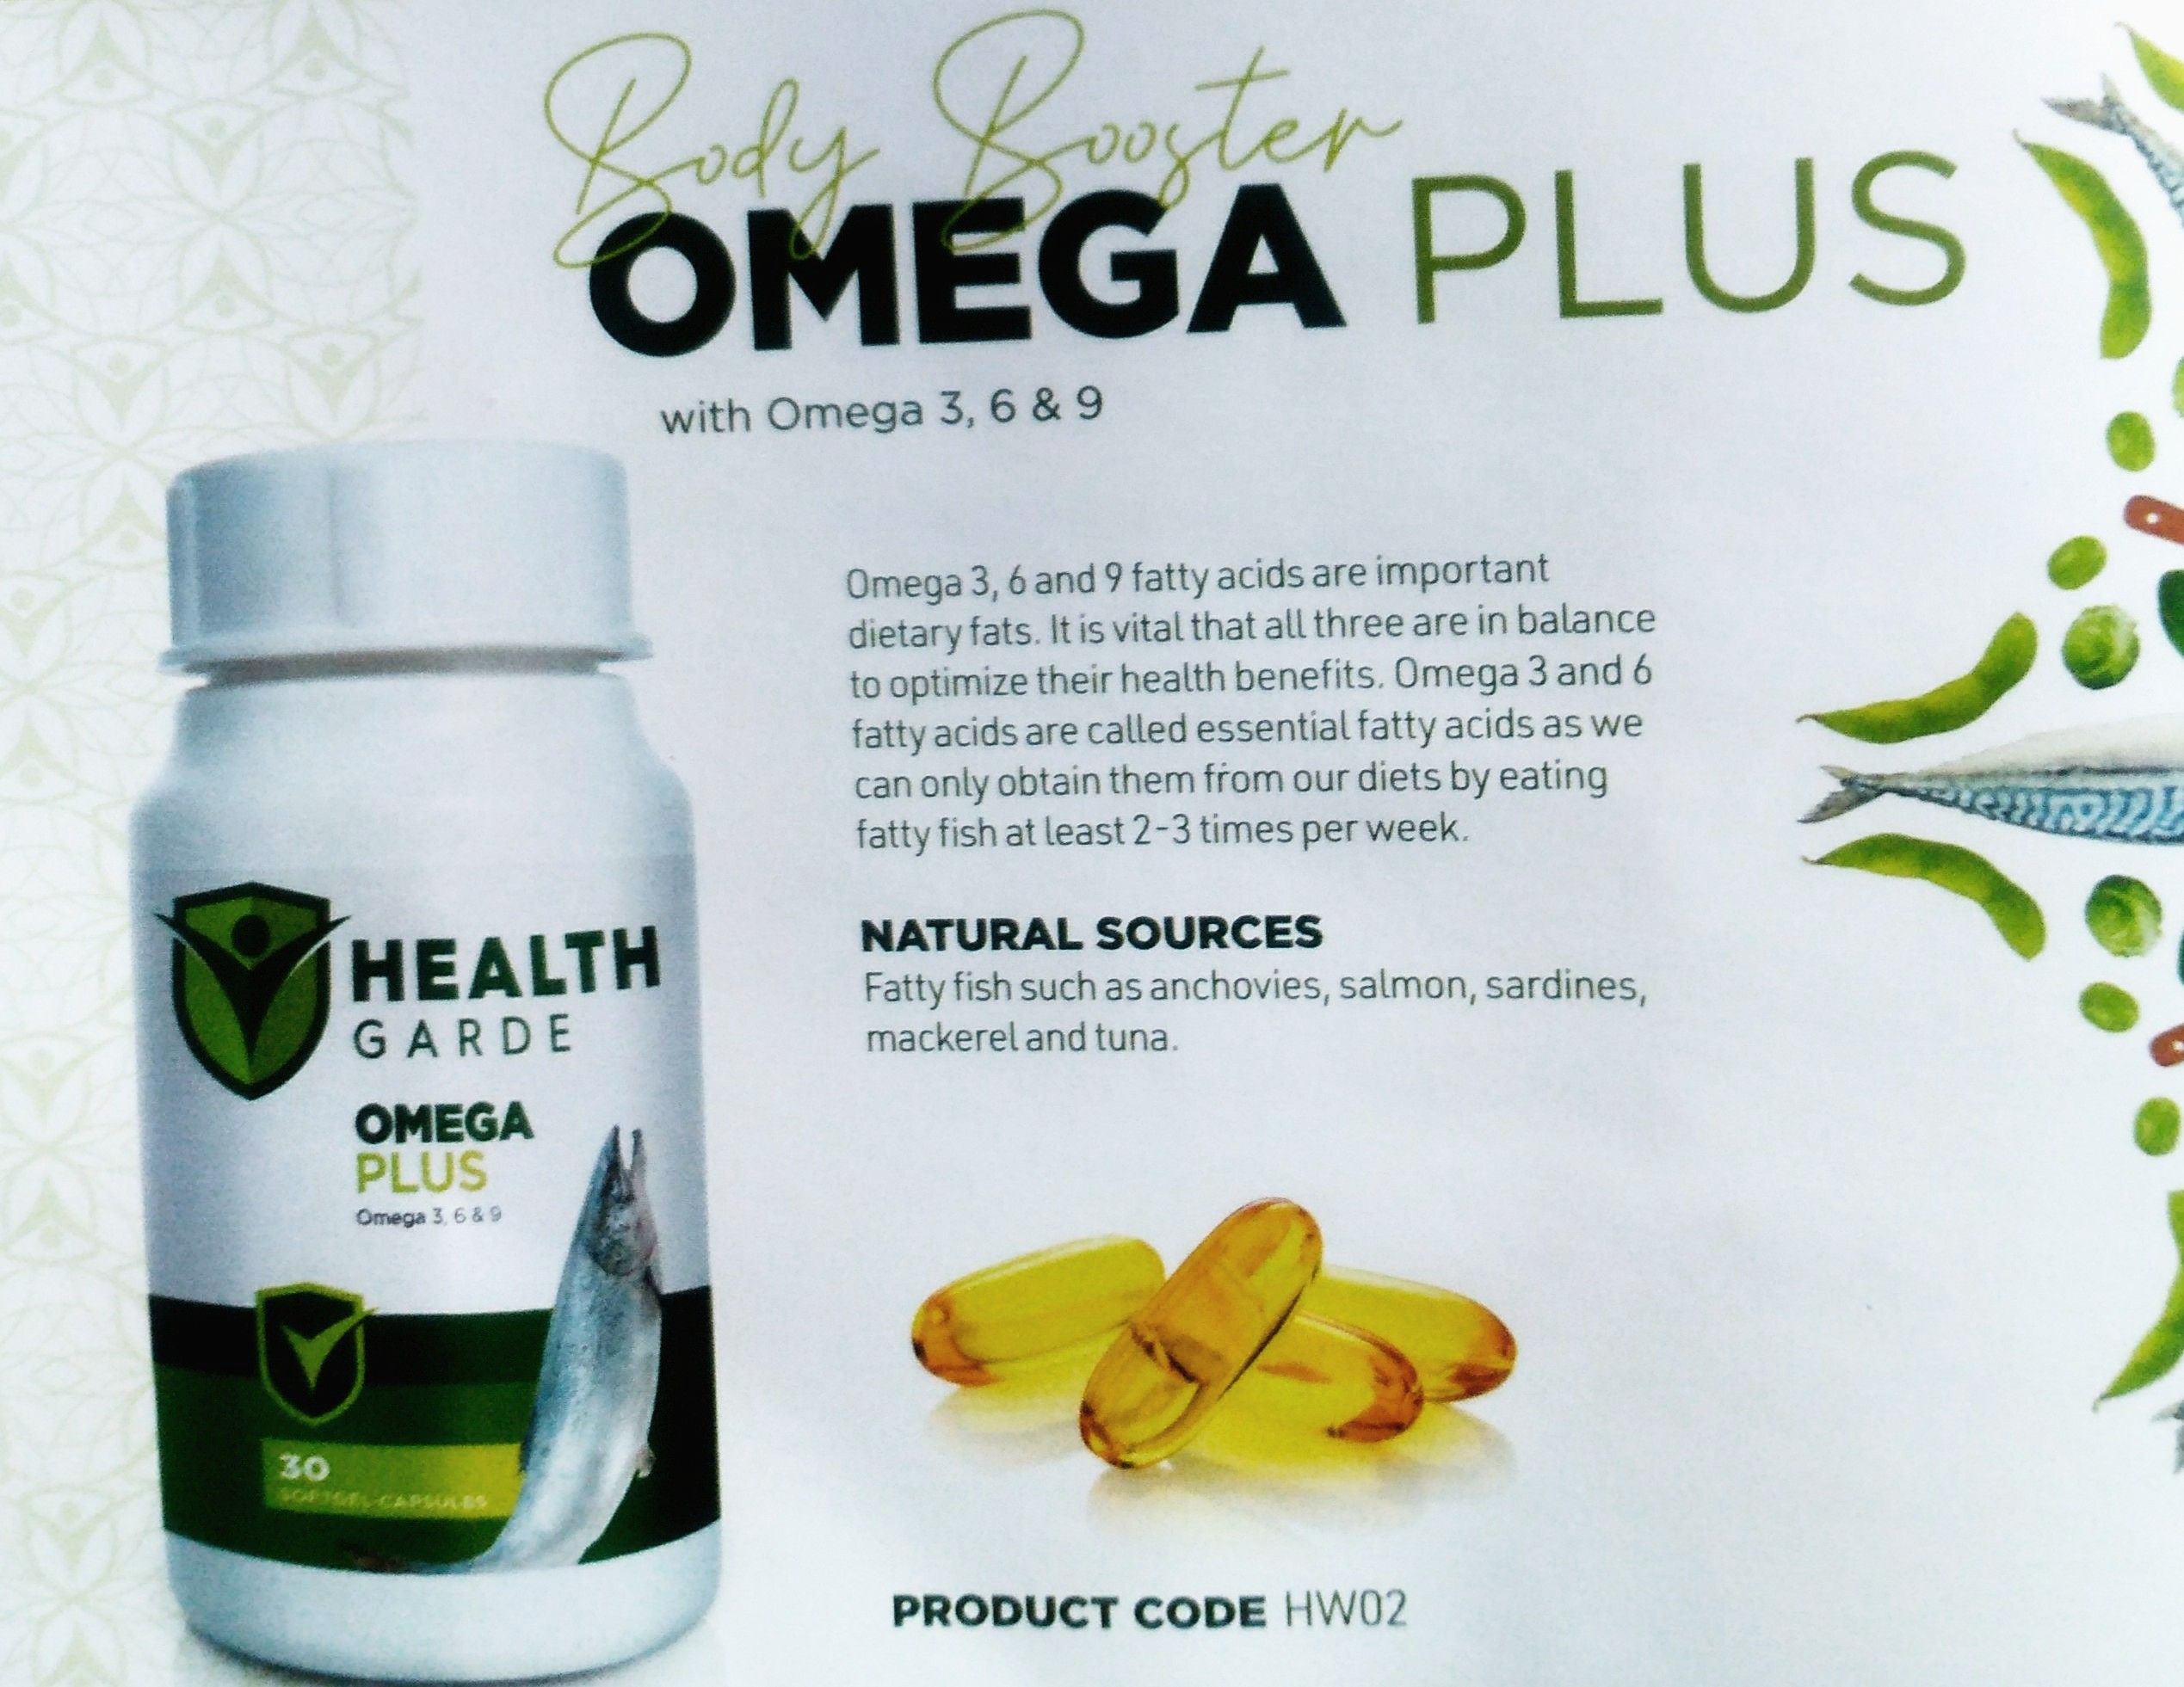 Body Booster
OMEGA PLUS
with Omega 3, 6 & 9
Omega 3, 6 and 9 fatty acids are important
dietary fats. It is vital that all three are in balance
to optimize their health benefits. Omega 3 and 6
fatty acids are called essential fatty acids as we
can only obtain them from our diets by eating
fatty fish at least 2-3 times per week.
NATURAL SOURCES
Fatty fish such as anchovies, salmon, sardines,
mackerel and tuna.
HEALTH
GARDE
OMEGA
PLUS
Omega 3, 6 & 9
30
SOFTGEL CAPSULES
PRODUCT CODE HW02